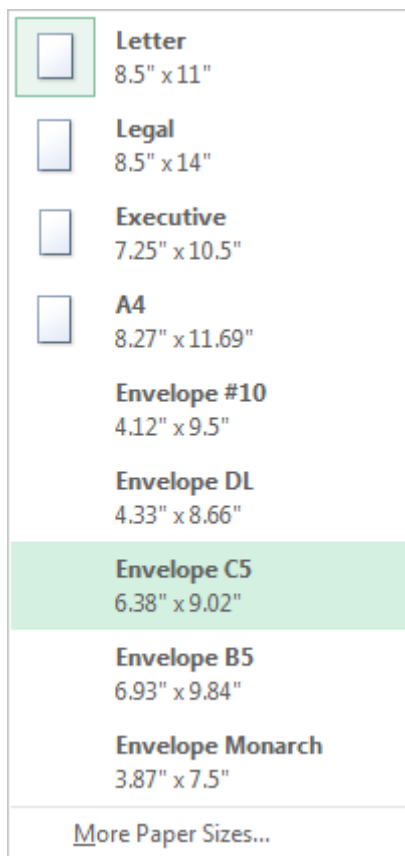 Letter
8.5" x 11"
Legal
8.5" x 14"
Executive
7.25" x 10.5"
A4
8.27" x 11.69"
Envelope #10
4.12" x 9.5"
Envelope DL
4.33" x 8.66"
Envelope C5
6.38" x 9.02"
Envelope B5
6.93" x 9.84"
Envelope Monarch
3.87" x 7.5"
More Paper Sizes...